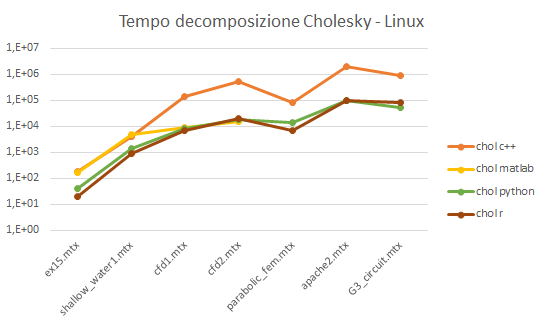 Tempo decomposizione Cholesky - Linux
1,E+07
1,E+06
1,E+05
1,E+04
1,E+03
1,E+02
1,E+01
1,E+00
ex15.mtx
shallow_water1.mtx
cfd1.mtx
cfd2.mtx
parabolic_fem.mtx
apache2.mtx
G3_circuit.mtx
chol c++
chol matlab
chol python
chol r